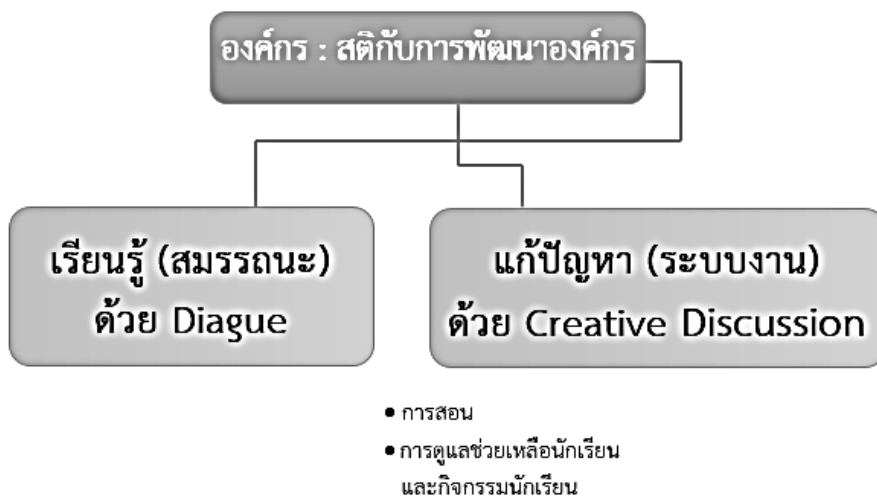 องค์กร : สติกับการพัฒนาองค์กร
เรียนรู้ (สมรรถนะ)
ด้วย Diague
แก้ปัญหา (ระบบงาน)
ด้วย Creative Discussion
• การสอน
• การดูแลช่วยเหลือนักเรียน
และกิจกรรมนักเรียน